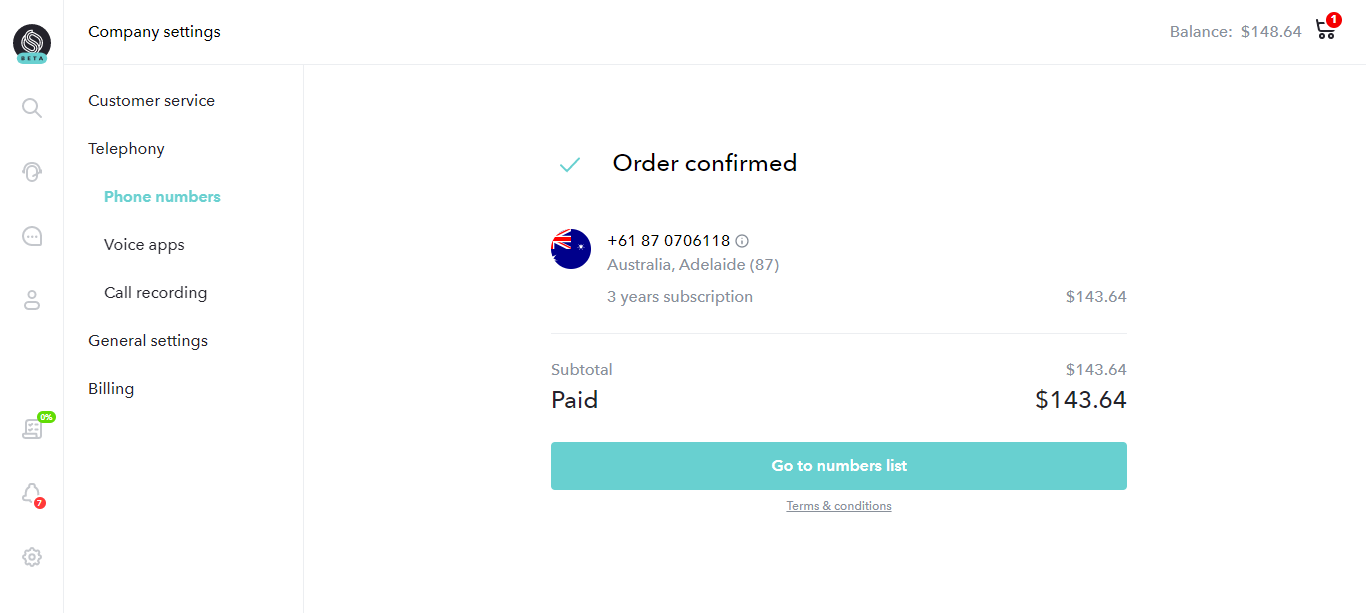 Company settings
Balance: $148.64
1
BETA
Customer service
Telephony
Phone numbers
Voice apps
Call recording
General settings
Billing
0%
7
Order confirmed
+61 87 0706118
Australia, Adelaide (87)
3 years subscription $143.64
Subtotal $143.64
Paid $143.64
Go to numbers list
Terms & conditions